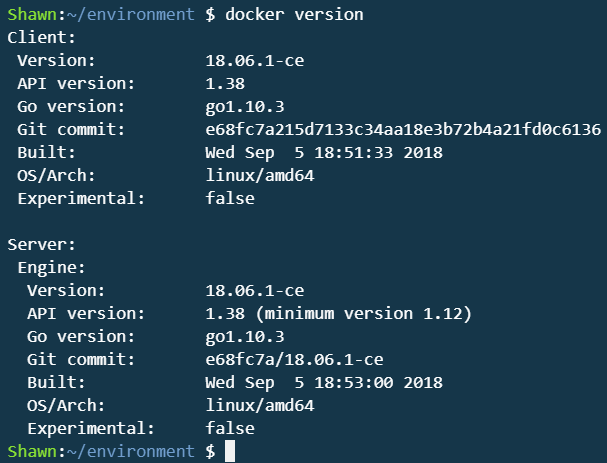 Shawn:~/environment $ docker version
Client:
 Version:           18.06.1-ce
 API version:       1.38
 Go version:        go1.10.3
 Git commit:        e68fc7a215d7133c34aa18e3b72b4a21fd0c6136
 Built:             Wed Sep  5 18:51:33 2018
 OS/Arch:           linux/amd64
 Experimental:      false

Server:
 Engine:
  Version:          18.06.1-ce
  API version:      1.38 (minimum version 1.12)
  Go version:       go1.10.3
  Git commit:       e68fc7a/18.06.1-ce
  Built:            Wed Sep  5 18:53:00 2018
  OS/Arch:          linux/amd64
  Experimental:     false
Shawn:~/environment $